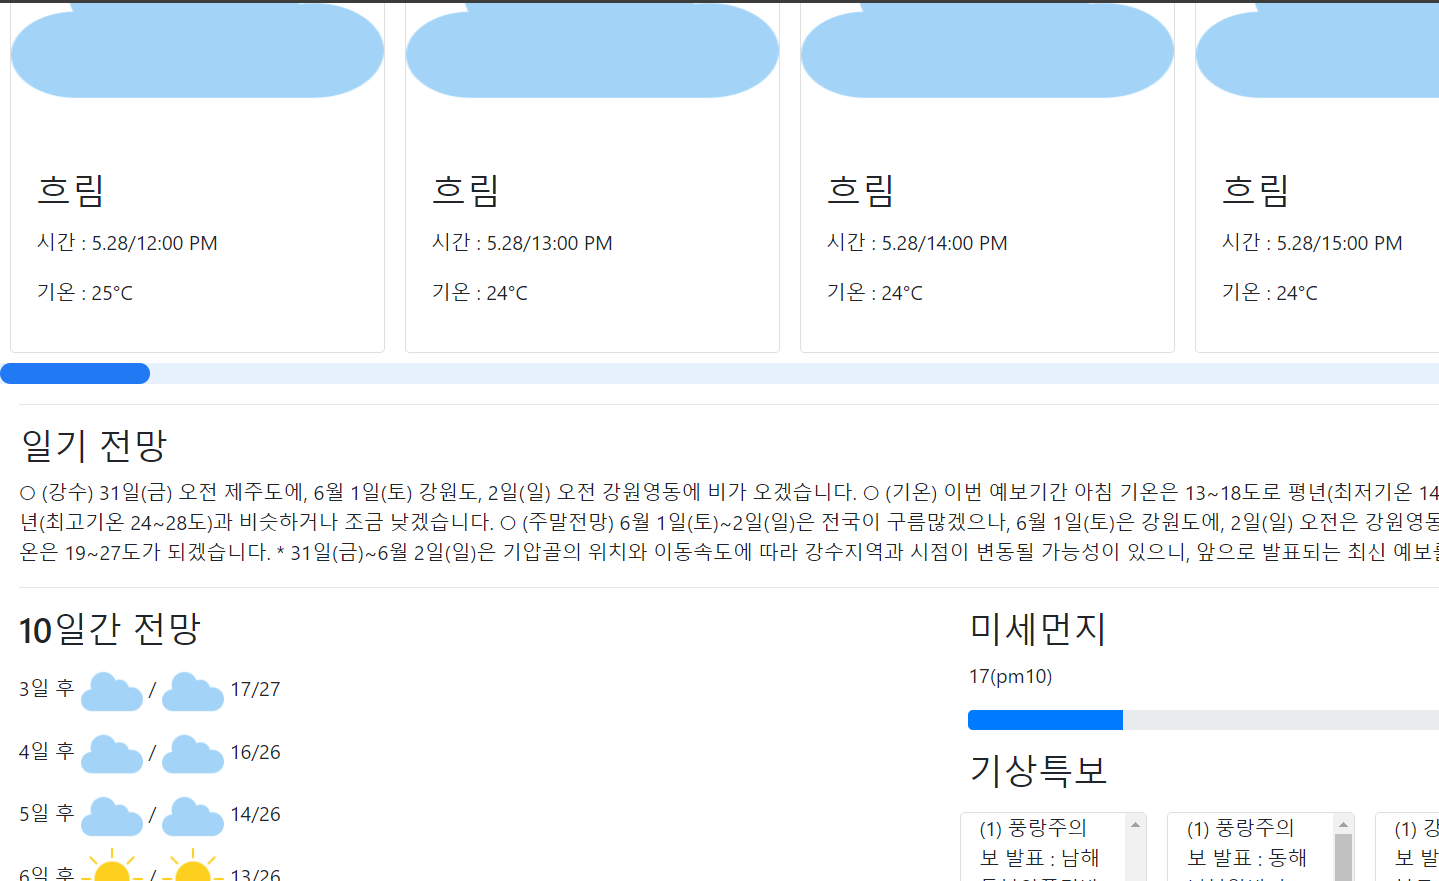 흐림
시간 : 5.28/12:00 PM
기온 : 25°C
흐림
시간 : 5.28/13:00 PM
기온 : 24°C
흐림
시간 : 5.28/14:00 PM
기온 : 24°C
흐림
시간 : 5.28/15:00 PM
기온 : 24°C
일기 전망
○ (강수) 31일(금) 오전 제주도에, 6월 1일(토) 강원도, 2일(일) 오전 강원영동에 비가 오겠습니다. ○ (기온) 이번 예보기간 아침 기온은 13~18도로 평년(최저기온 14
년(최고기온 24~28도)과 비슷하거나 조금 낮겠습니다. ○ (주말전망) 6월 1일(토)~2일(일)은 전국이 구름많겠으나, 6월 1일(토)은 강원도에, 2일(일) 오전은 강원영동
온은 19~27도가 되겠습니다. * 31일(금)~6월 2일(일)은 기압골의 위치와 이동속도에 따라 강수지역과 시점이 변동될 가능성이 있으니, 앞으로 발표되는 최신 예보를
10일간 전망
3일 후 / 17/27
4일 후 / 16/26
5일 후 / 14/26
6일 후 / 13/26
미세먼지
17(pm10)
기상특보
(1) 풍랑주의
보 발표 : 남해
(1) 풍랑주의
보 발표 : 동해
(1) 강